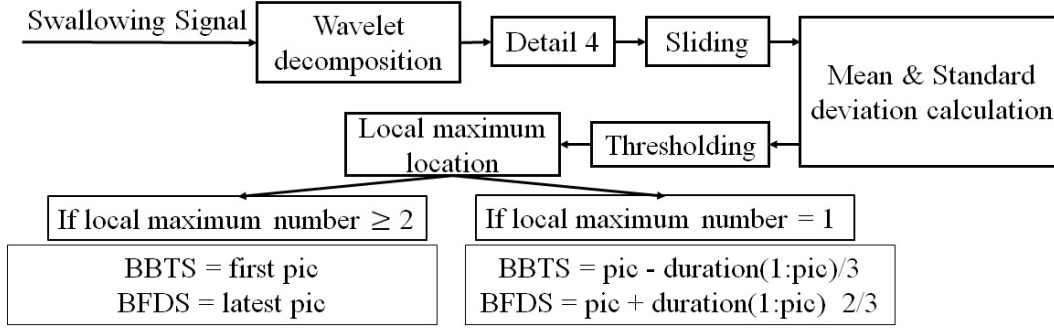 Swallowing Signal
Wavelet
decomposition
Detail 4
Sliding
Mean & Standard
deviation calculation
Thresholding
Local maximum
location
If local maximum number ≥ 2
BBTS = first pic
BFDS = latest pic
If local maximum number = 1
BBTS = pic - duration(1:pic)/3
BFDS = pic + duration(1:pic) 2/3